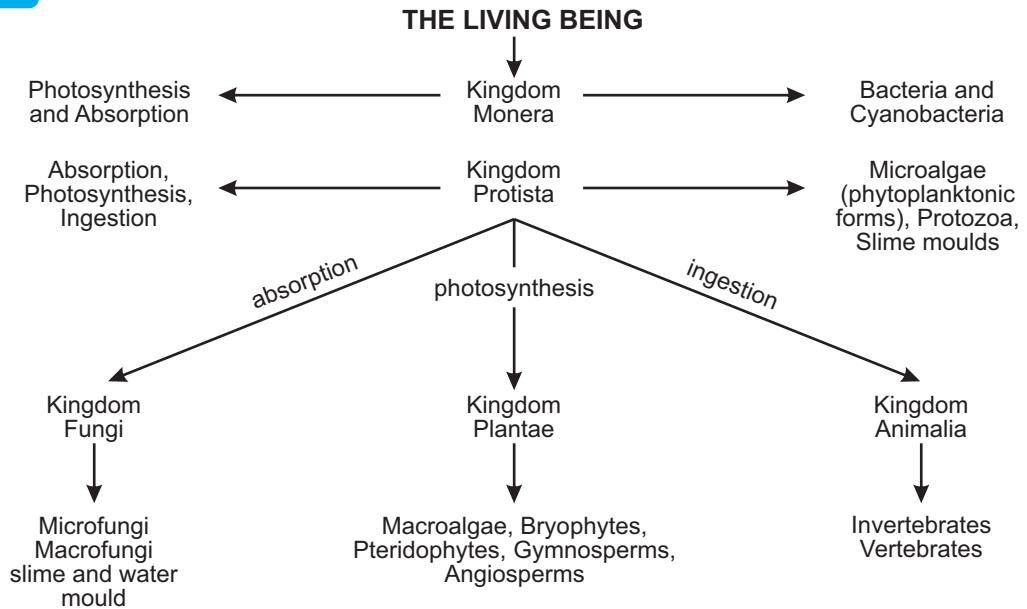 THE LIVING BEING
Photosynthesis
and Absorption
Kingdom
Monera
Bacteria and
Cyanobacteria
Absorption,
Photosynthesis,
Ingestion
Kingdom
Protista
Microalgae
(phytoplanktonic
forms), Protozoa,
Slime moulds
absorption
photosynthesis
ingestion
Kingdom
Fungi
Kingdom
Plantae
Kingdom
Animalia
Microfungi
Macrofungi
slime and water
mould
Macroalgae, Bryophytes,
Pteridophytes, Gymnosperms,
Angiosperms
Invertebrates
Vertebrates